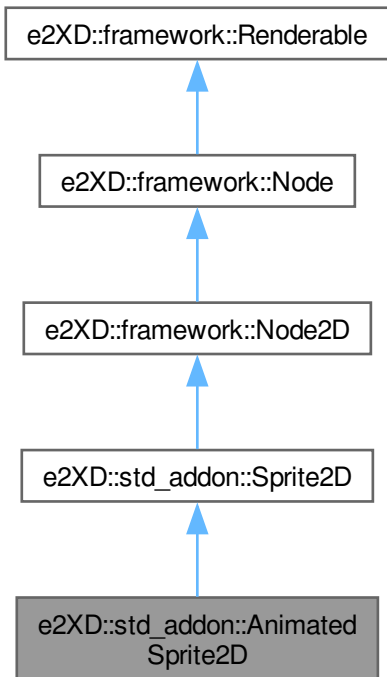 e2XD::framework::Renderable
e2XD::framework::Node
e2XD::framework::Node2D
e2XD::std_addon::Sprite2D
e2XD::std_addon::Animated
Sprite2D